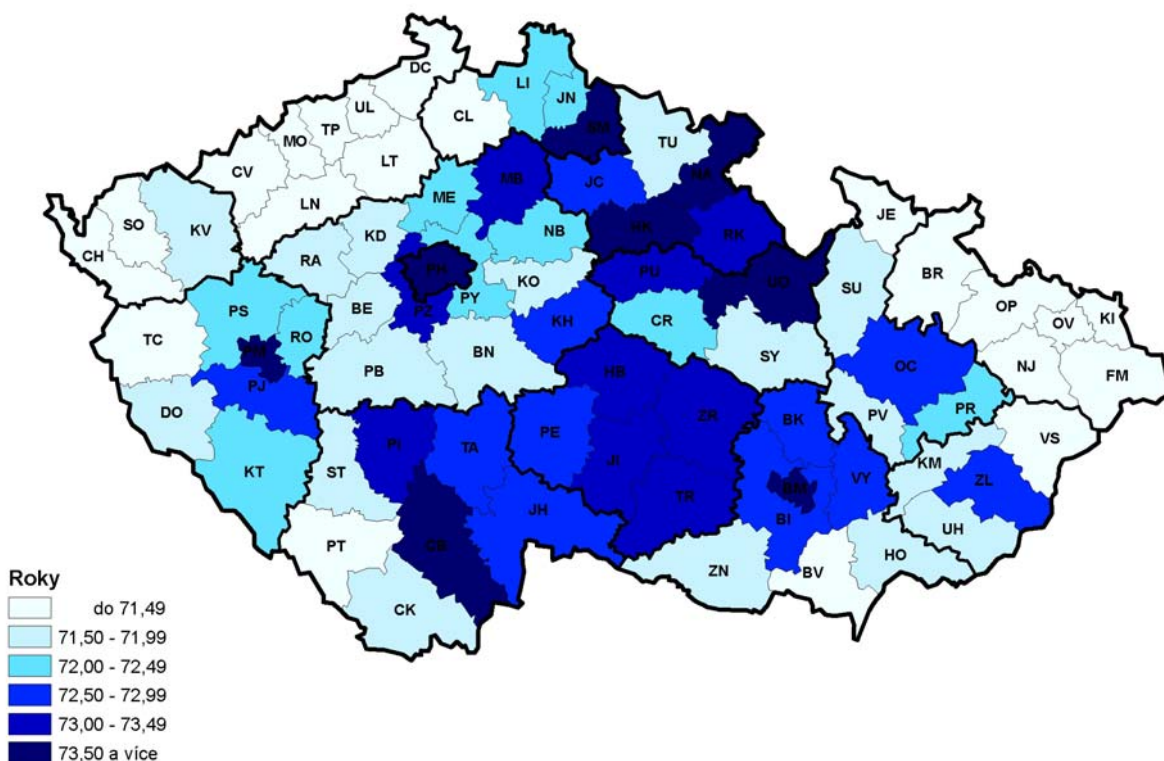 DC
LI
JN
UL
CL
SM
TP
TU
MO
LT
CV
NA
MB
JC
ME
LN
JE
SO
KV
NB
HK
RK
KD
CH
RA
BR
PH
KO
PU
UO
OP
SU
KI
PY
PS
BE
PZ
OV
RO
KH
CR
TC
BN
SY
OC
NJ
FM
PM
PB
HB
PJ
DO
PR
ZR
BK
PV
VS
PI
TA
PE
KT
ST
JI
KM
ZL
VY
BM
TR
JH
BI
UH
PT
CB
HO
ZN
BV
CK
Roky
do 71,49
71,50 - 71,99
72,00 - 72,49
72,50 - 72,99
73,00 - 73,49
73,50 a více